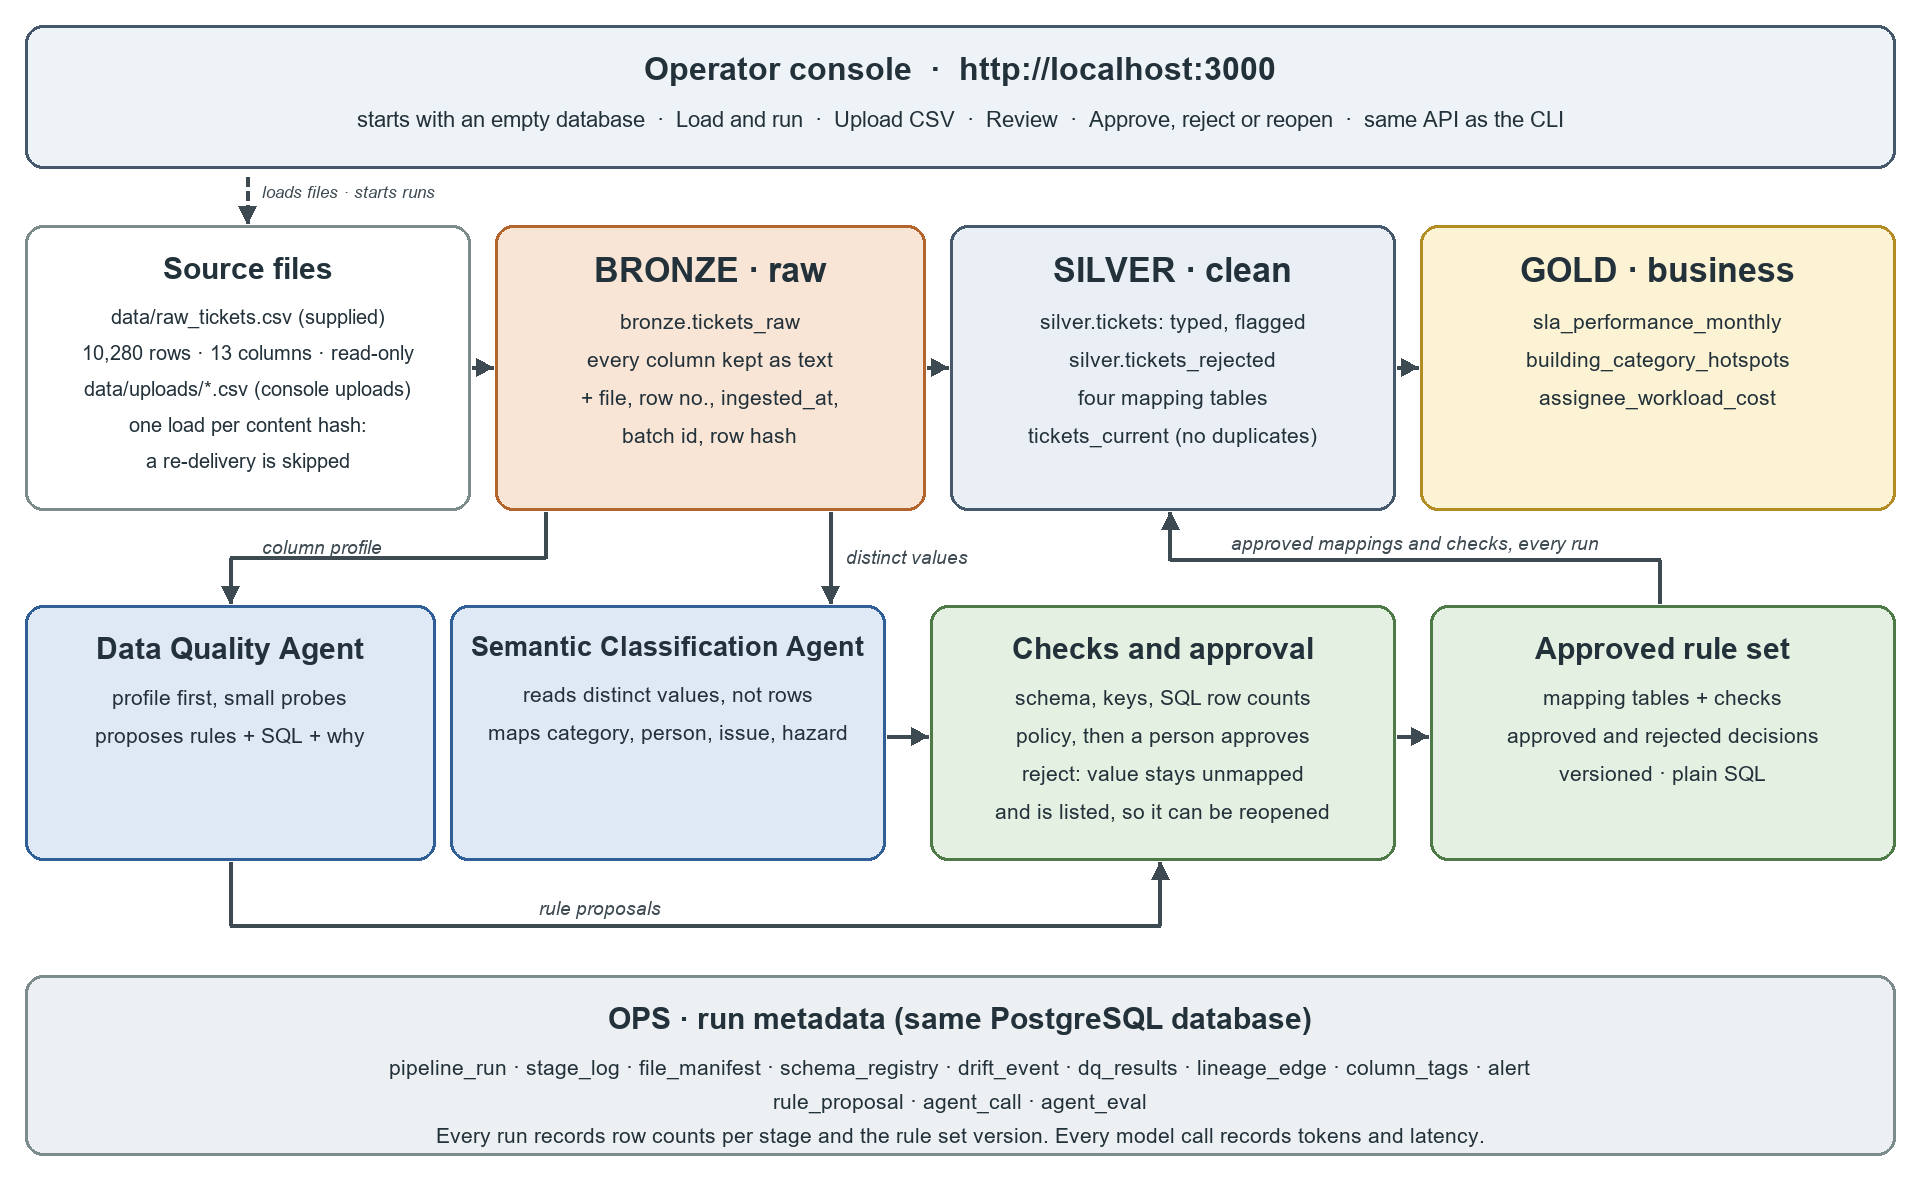 Operator console · http://localhost:3000
starts with an empty database · Load and run · Upload CSV · Review · Approve, reject or reopen · same API as the CLI
loads files · starts runs
Source files
data/raw_tickets.csv (supplied)
10,280 rows · 13 columns · read-only
data/uploads/*.csv (console uploads)
one load per content hash:
a re-delivery is skipped
BRONZE · raw
bronze.tickets_raw
every column kept as text
+ file, row no., ingested_at,
batch id, row hash
SILVER · clean
silver.tickets: typed, flagged
silver.tickets_rejected
four mapping tables
tickets_current (no duplicates)
GOLD · business
sla_performance_monthly
building_category_hotspots
assignee_workload_cost
column profile
distinct values
approved mappings and checks, every run
Data Quality Agent
profile first, small probes
proposes rules + SQL + why
Semantic Classification Agent
reads distinct values, not rows
maps category, person, issue, hazard
Checks and approval
schema, keys, SQL row counts
policy, then a person approves
reject: value stays unmapped
and is listed, so it can be reopened
Approved rule set
mapping tables + checks
approved and rejected decisions
versioned · plain SQL
rule proposals
OPS · run metadata (same PostgreSQL database)
pipeline_run · stage_log · file_manifest · schema_registry · drift_event · dq_results · lineage_edge · column_tags · alert
rule_proposal · agent_call · agent_eval
Every run records row counts per stage and the rule set version. Every model call records tokens and latency.